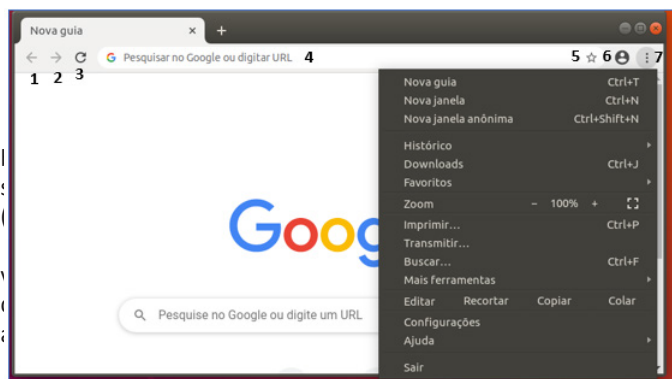 Nova guia × +
← → C G Pesquisar no Google ou digitar URL 4 5 6 7
1 2 3
Nova guia Ctrl+T
Nova janela Ctrl+N
Nova janela anônima Ctrl+Shift+N
Histórico
Downloads Ctrl+J
Favoritos
Zoom - 100% +
Imprimir... Ctrl+P
Transmitir...
Buscar... Ctrl+F
Mais ferramentas
Editar Recortar Copiar Colar
Configurações
Ajuda
Sair
Goog
Pesquise no Google ou digite um URL